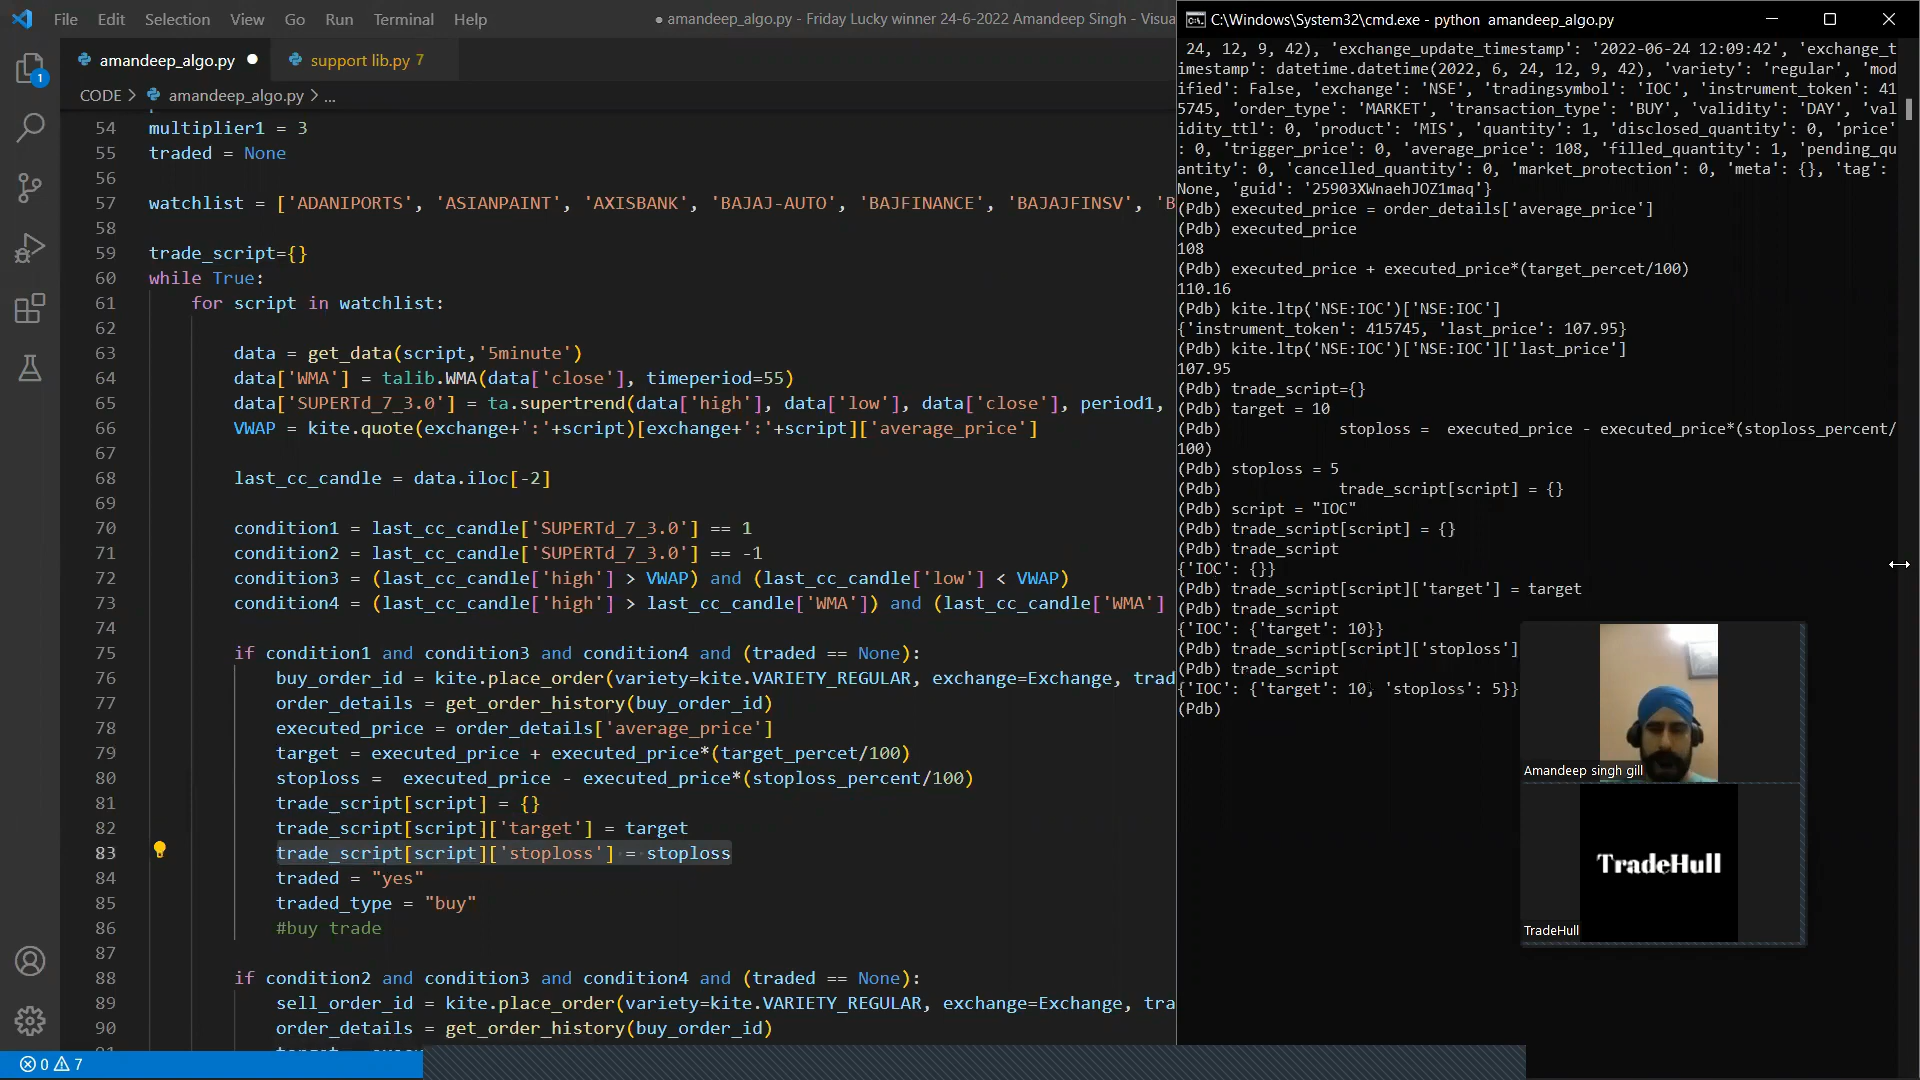 File Edit Selection View Go Run Terminal Help
● amandeep_algo.py - Friday Lucky winner 24-6-2022 Amandeep Singh - Visua
amandeep_algo.py ●
support lib.py 7
CODE > amandeep_algo.py > ...
1
54 multiplier1 = 3
55 traded = None
56
57 watchlist = ['ADANIPORTS', 'ASIANPAINT', 'AXISBANK', 'BAJAJ-AUTO', 'BAJFINANCE', 'BAJAJFINSV', 'B
58
59 trade_script={}
60 while True:
61 for script in watchlist:
62
63 data = get_data(script,'5minute')
64 data['WMA'] = talib.WMA(data['close'], timeperiod=55)
65 data['SUPERTd_7_3.0'] = ta.supertrend(data['high'], data['low'], data['close'], period1,
66 VWAP = kite.quote(exchange+':'+script)[exchange+':'+script]['average_price']
67
68 last_cc_candle = data.iloc[-2]
69
70 condition1 = last_cc_candle['SUPERTd_7_3.0'] == 1
71 condition2 = last_cc_candle['SUPERTd_7_3.0'] == -1
72 condition3 = (last_cc_candle['high'] > VWAP) and (last_cc_candle['low'] < VWAP)
73 condition4 = (last_cc_candle['high'] > last_cc_candle['WMA']) and (last_cc_candle['WMA']
74
75 if condition1 and condition3 and condition4 and (traded == None):
76 buy_order_id = kite.place_order(variety=kite.VARIETY_REGULAR, exchange=Exchange, trad
77 order_details = get_order_history(buy_order_id)
78 executed_price = order_details['average_price']
79 target = executed_price + executed_price*(target_percet/100)
80 stoploss =  executed_price - executed_price*(stoploss_percent/100)
81 trade_script[script] = {}
82 trade_script[script]['target'] = target
83 trade_script[script]['stoploss'] = stoploss
84 traded = "yes"
85 traded_type = "buy"
86 #buy trade
87
88 if condition2 and condition3 and condition4 and (traded == None):
89 sell_order_id = kite.place_order(variety=kite.VARIETY_REGULAR, exchange=Exchange, tra
90 order_details = get_order_history(buy_order_id)
0 7
C:\Windows\System32\cmd.exe - python  amandeep_algo.py
24, 12, 9, 42), 'exchange_update_timestamp': '2022-06-24 12:09:42', 'exchange_t
imestamp': datetime.datetime(2022, 6, 24, 12, 9, 42), 'variety': 'regular', 'mod
ified': False, 'exchange': 'NSE', 'tradingsymbol': 'IOC', 'instrument_token': 41
5745, 'order_type': 'MARKET', 'transaction_type': 'BUY', 'validity': 'DAY', 'val
idity_ttl': 0, 'product': 'MIS', 'quantity': 1, 'disclosed_quantity': 0, 'price'
: 0, 'trigger_price': 0, 'average_price': 108, 'filled_quantity': 1, 'pending_qu
antity': 0, 'cancelled_quantity': 0, 'market_protection': 0, 'meta': {}, 'tag':
None, 'guid': '25903XWnaehJOZ1maq'}
(Pdb) executed_price = order_details['average_price']
(Pdb) executed_price
108
(Pdb) executed_price + executed_price*(target_percet/100)
110.16
(Pdb) kite.ltp('NSE:IOC')['NSE:IOC']
{'instrument_token': 415745, 'last_price': 107.95}
(Pdb) kite.ltp('NSE:IOC')['NSE:IOC']['last_price']
107.95
(Pdb) trade_script={}
(Pdb) target = 10
(Pdb) stoploss =  executed_price - executed_price*(stoploss_percent/
100)
(Pdb) stoploss = 5
(Pdb) trade_script[script] = {}
(Pdb) script = "IOC"
(Pdb) trade_script[script] = {}
(Pdb) trade_script
{'IOC': {}}
(Pdb) trade_script[script]['target'] = target
(Pdb) trade_script
{'IOC': {'target': 10}}
(Pdb) trade_script[script]['stoploss']
(Pdb) trade_script
{'IOC': {'target': 10, 'stoploss': 5}}
(Pdb)
Amandeep singh gill
TradeHull
TradeHull